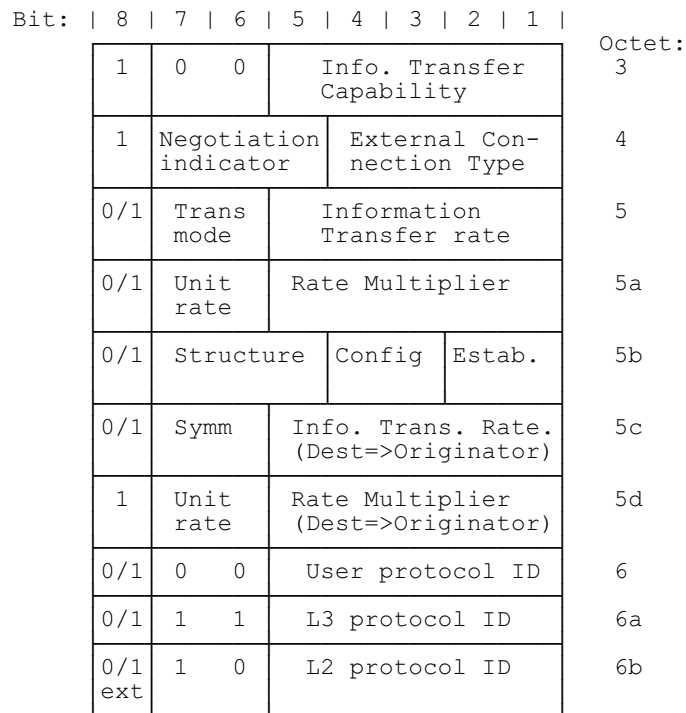 Bit: | 8 | 7 | 6 | 5 | 4 | 3 | 2 | 1 |
Octet:
1 0 0 Info. Transfer 3
Capability
1 Negotiation External Con- 4
indicator nection Type
0/1 Trans Information 5
mode Transfer rate
0/1 Unit Rate Multiplier 5a
rate
0/1 Structure Config Estab. 5b
0/1 Symm Info. Trans. Rate. 5c
(Dest=>Originator)
1 Unit Rate Multiplier 5d
rate (Dest=>Originator)
0/1 0 0 User protocol ID 6
0/1 1 1 L3 protocol ID 6a
0/1 1 0 L2 protocol ID 6b
ext